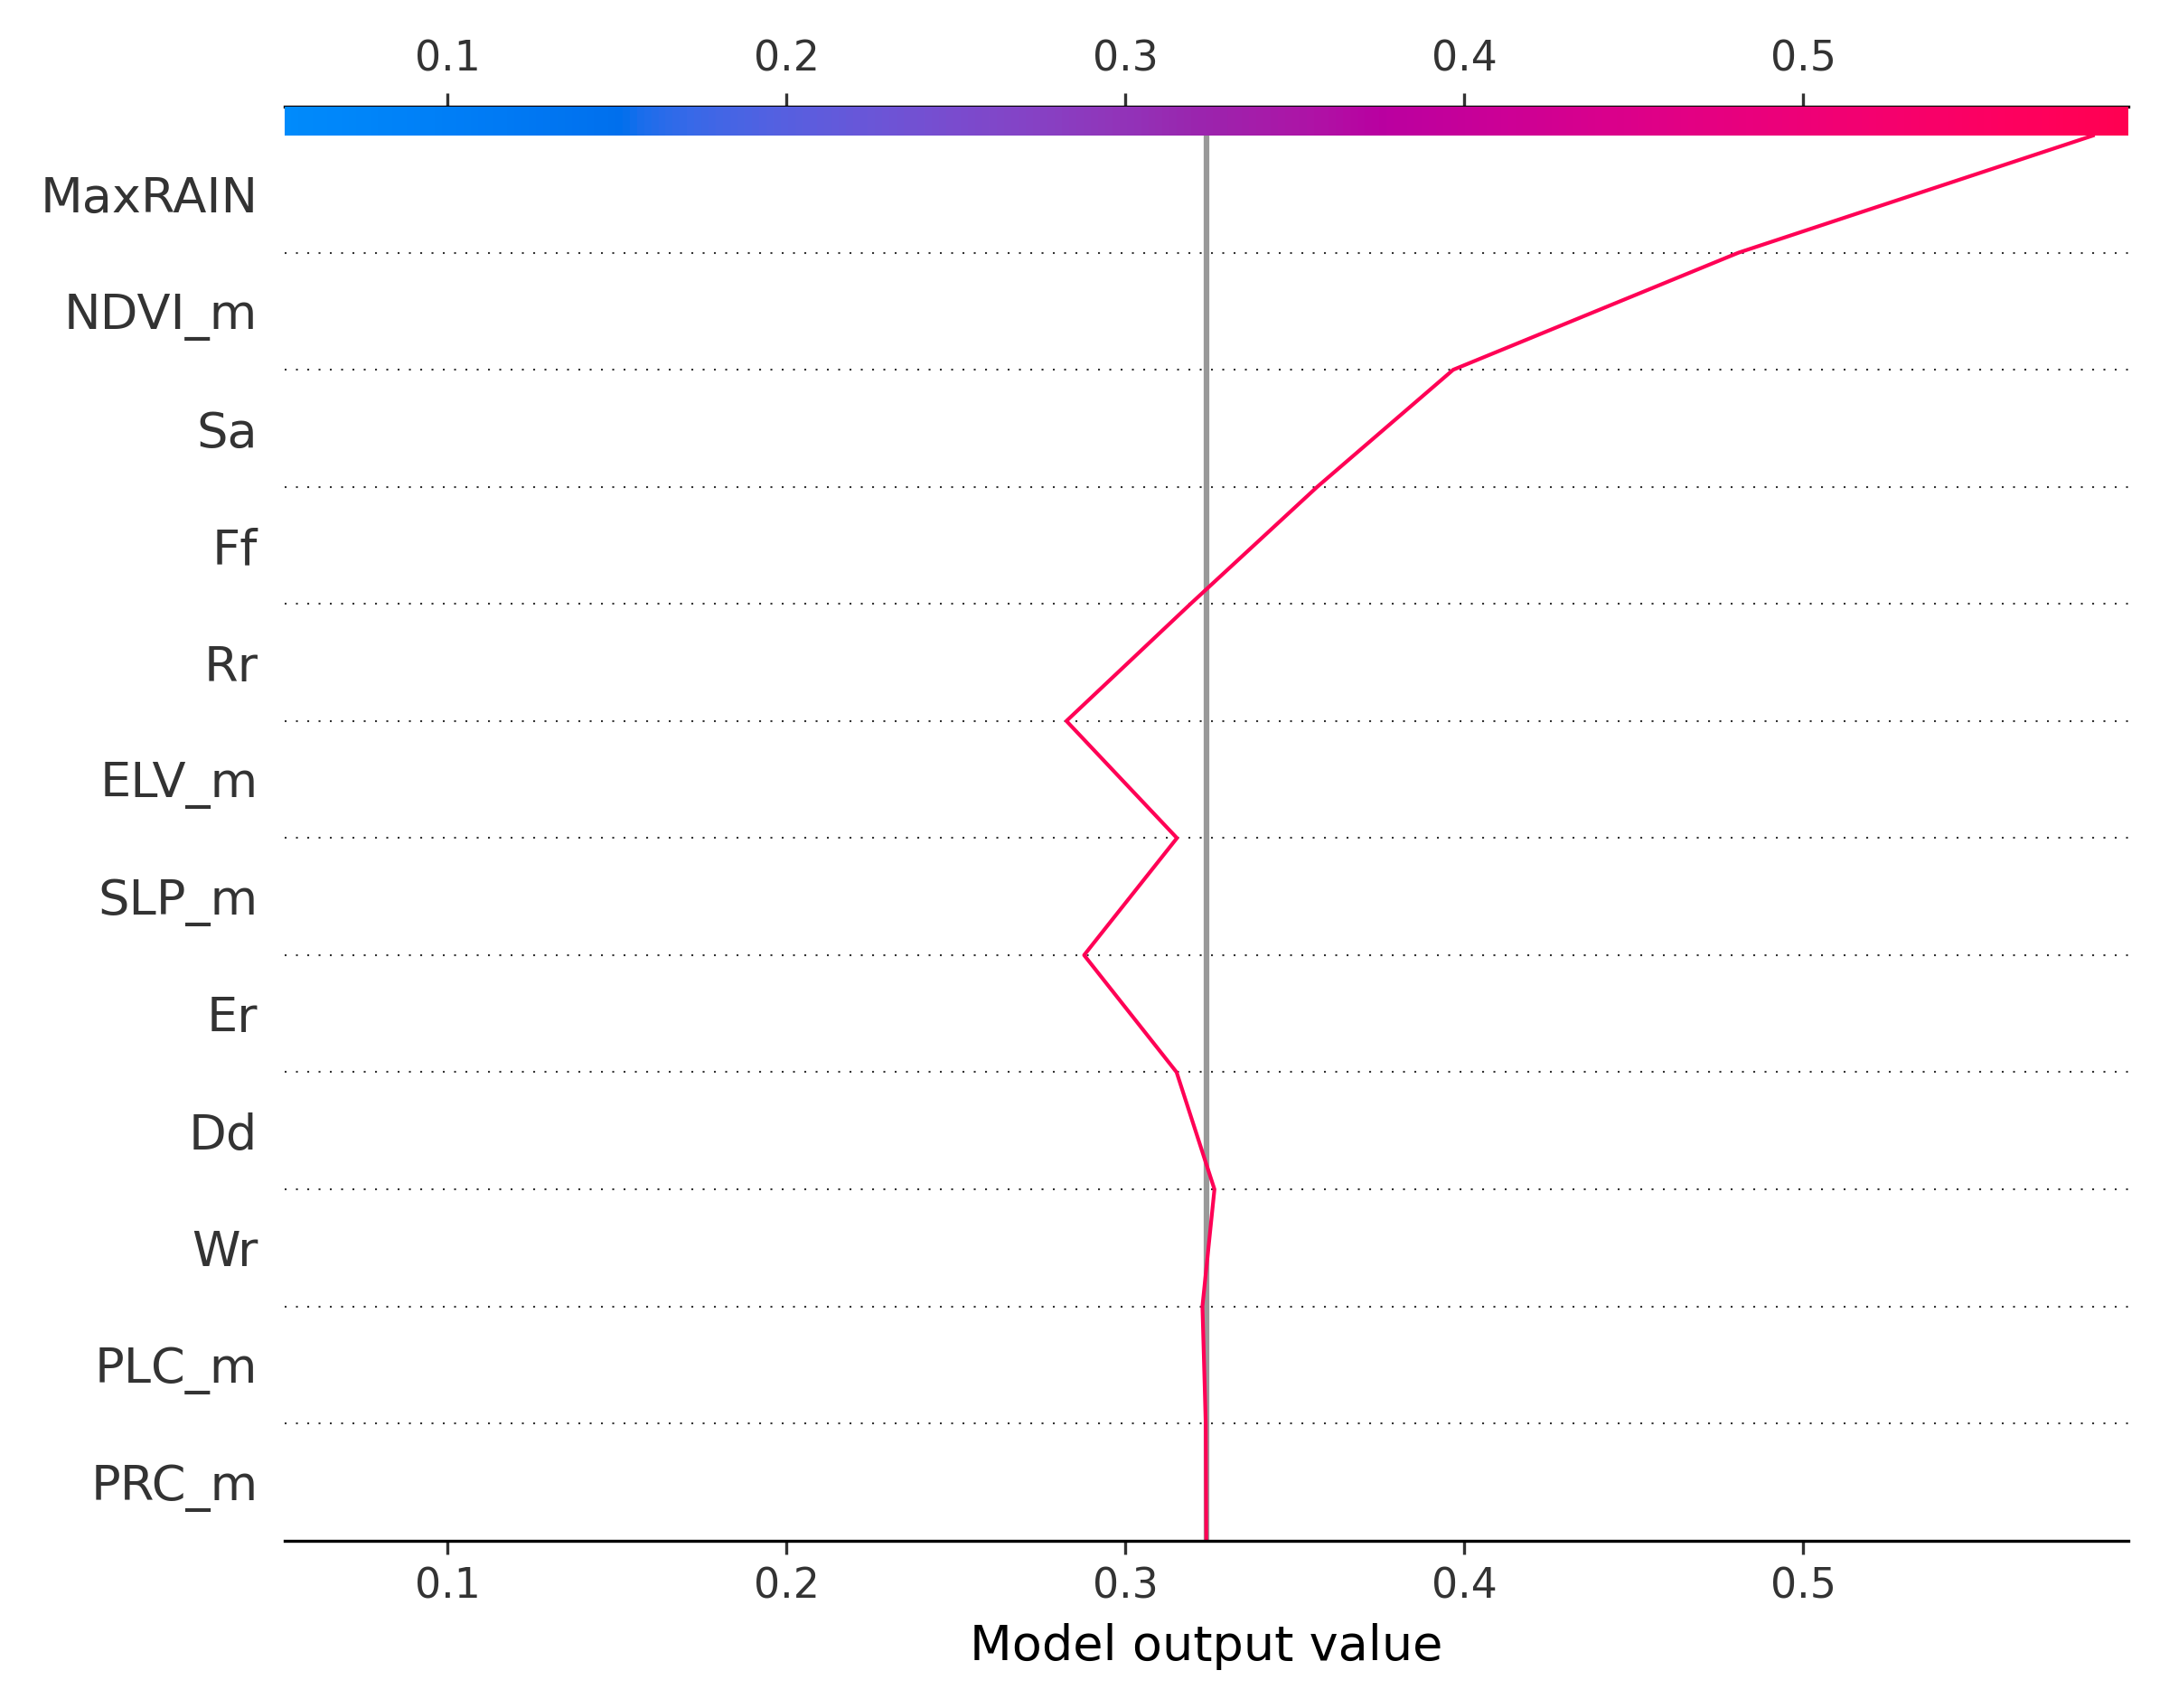 0.1 0.2 0.3 0.4 0.5
MaxRAIN
NDVI_m
Sa
Ff
Rr
ELV_m
SLP_m
Er
Dd
Wr
PLC_m
PRC_m
0.1 0.2 0.3 0.4 0.5
Model output value